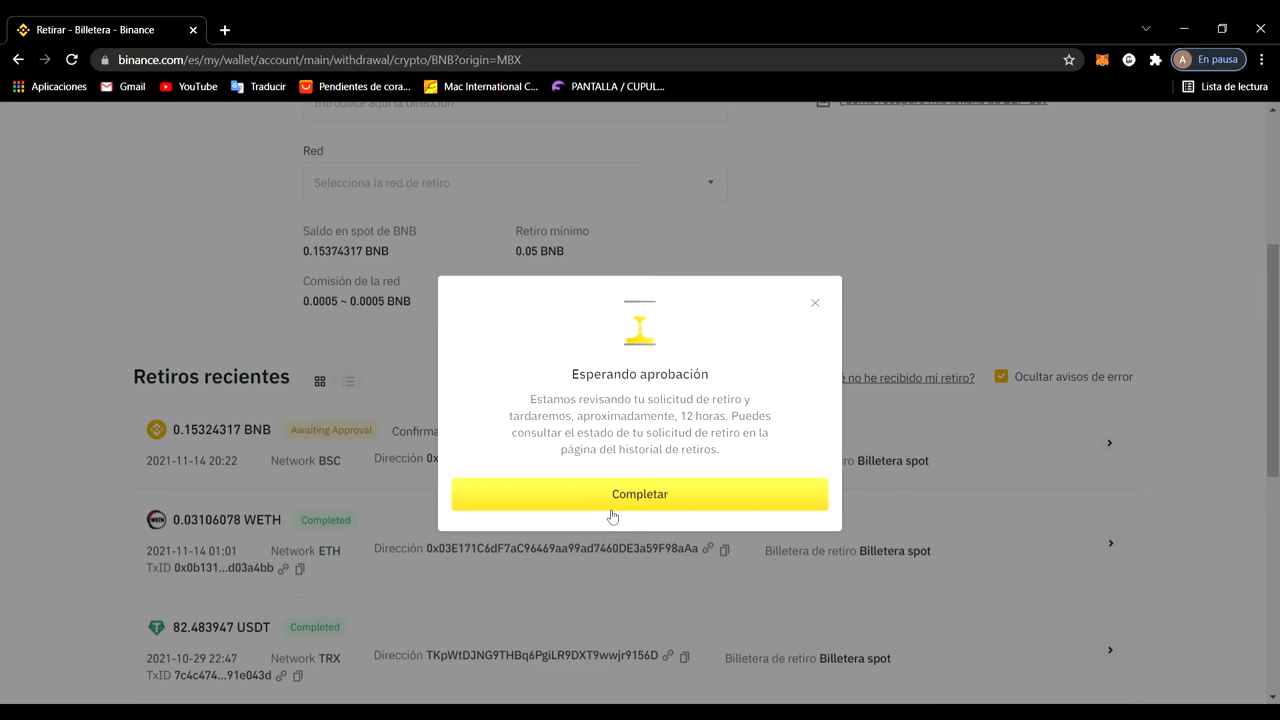 Retirar - Billetera - Binance
binance.com/es/my/wallet/account/main/withdrawal/crypto/BNB?origin=MBX
A En pausa
Aplicaciones Gmail YouTube Traducir Pendientes de cora... Mac International C... PANTALLA / CUPUL... Lista de lectura
Introduce aquí la dirección
Red
Selecciona la red de retiro
Saldo en spot de BNB Retiro mínimo
0.15374317 BNB 0.05 BNB
Comisión de la red
0.0005 ~ 0.0005 BNB
Esperando aprobación
Estamos revisando tu solicitud de retiro y
tardaremos, aproximadamente, 12 horas. Puedes
consultar el estado de tu solicitud de retiro en la
página del historial de retiros.
Completar
Retiros recientes é no he recibido mi retiro? Ocultar avisos de error
0.15324317 BNB Awaiting Approval Confirma
2021-11-14 20:22 Network BSC Dirección 0x ro Billetera spot
0.03106078 WETH Completed
2021-11-14 01:01 Network ETH Dirección 0x03E171C6dF7aC96469aa99ad7460DE3a59F98aAa Billetera de retiro Billetera spot
TxID 0x0b131...d03a4bb
82.483947 USDT Completed
2021-10-29 22:47 Network TRX Dirección TKpWtDJNG9THBq6PgiLR9DXT9wwjr9156D Billetera de retiro Billetera spot
TxID 7c4c474...91e043d